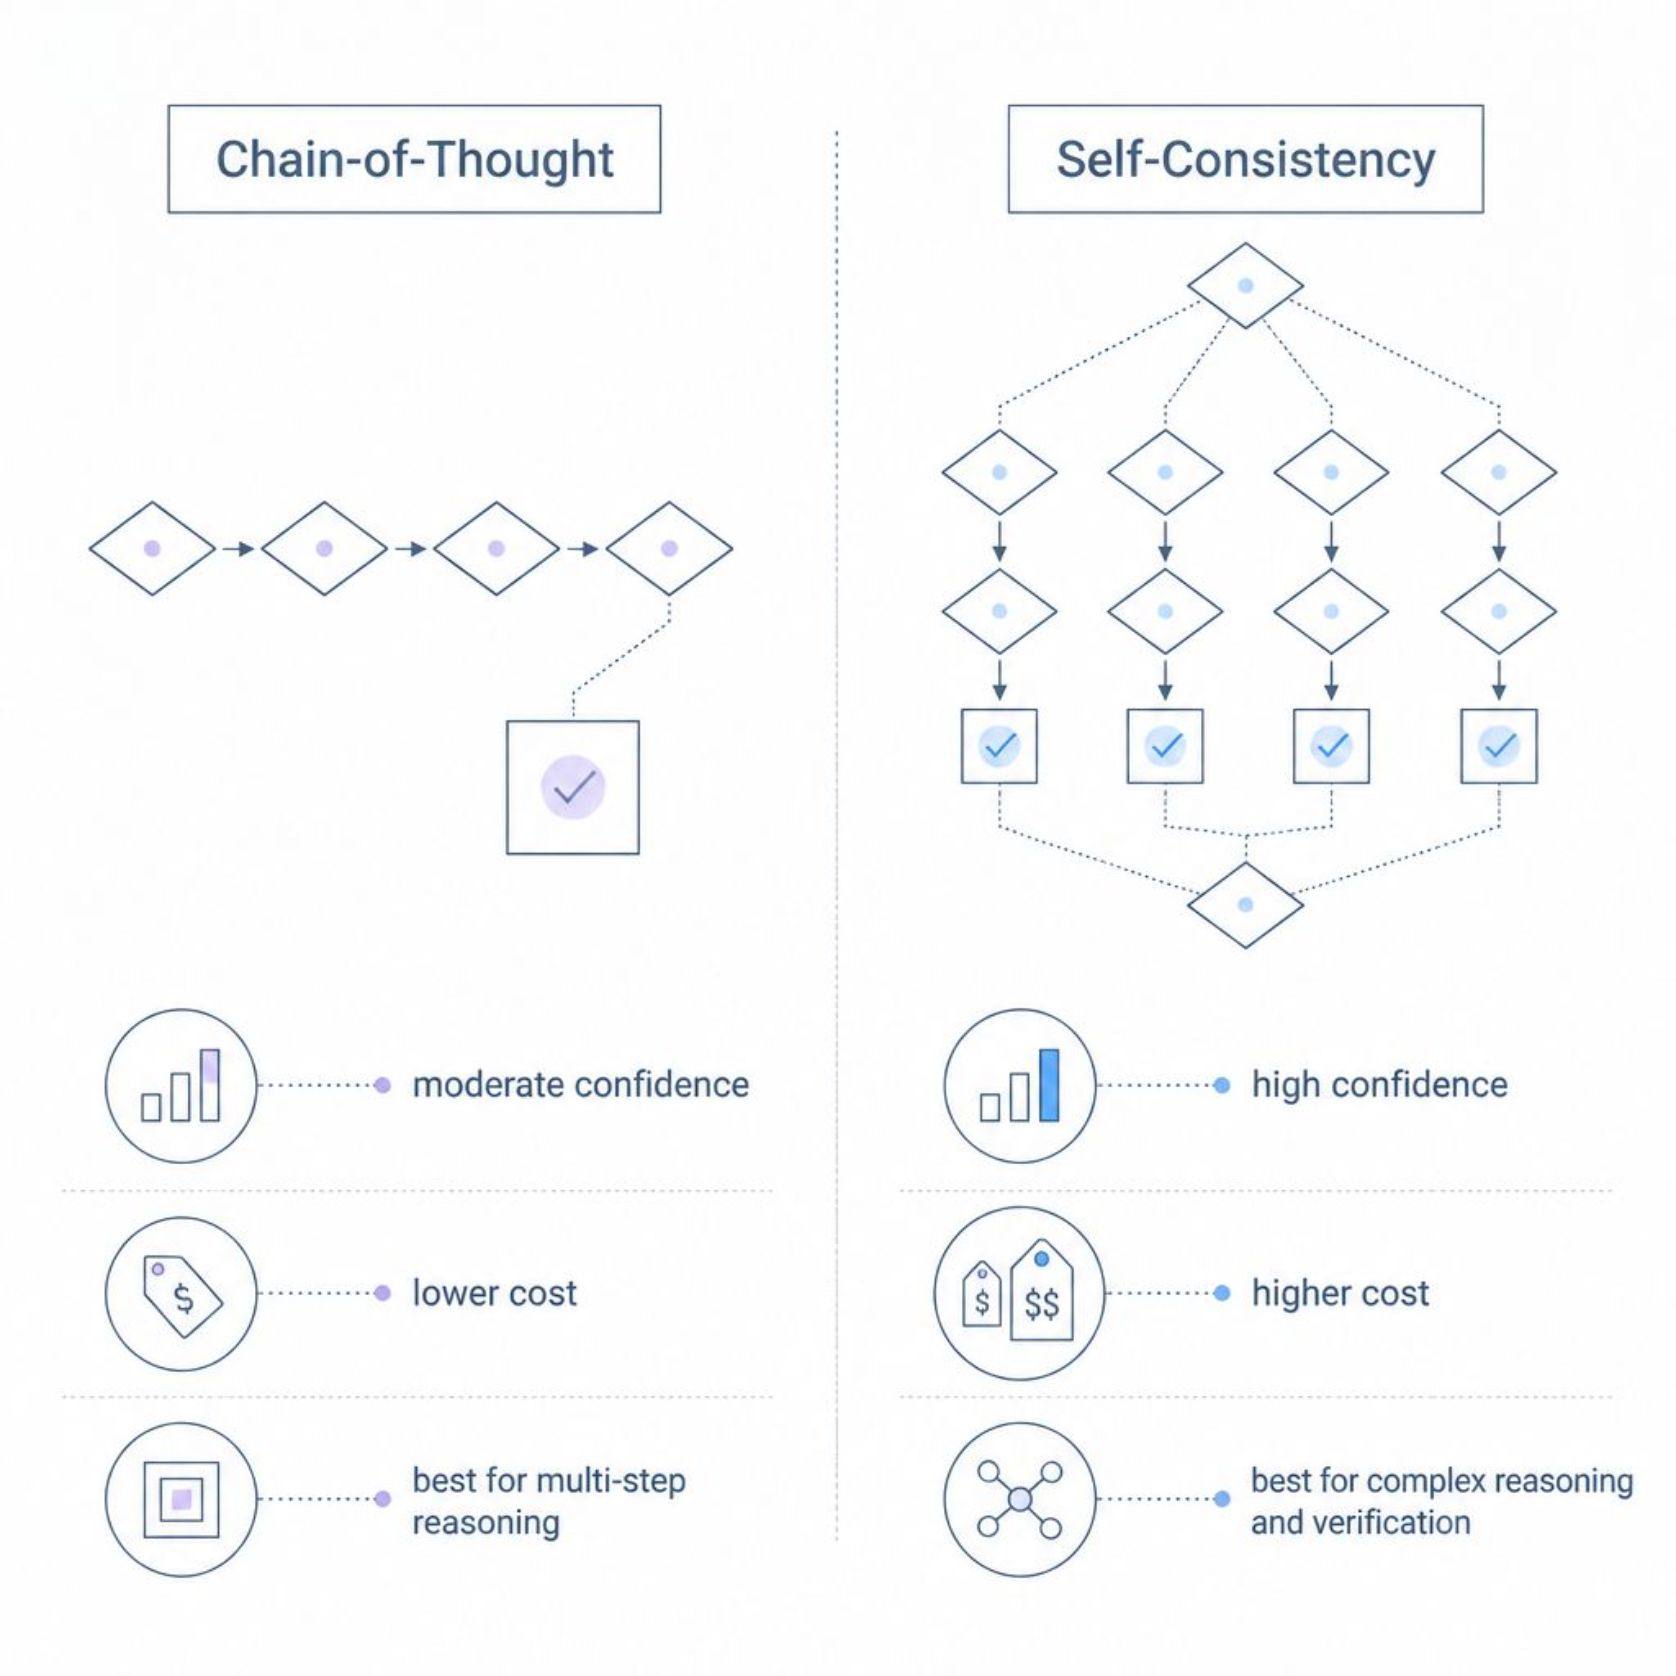 Chain-of-Thought
moderate confidence
$
lower cost
best for multi-step
reasoning
Self-Consistency
high confidence
$
$$
higher cost
best for complex reasoning
and verification